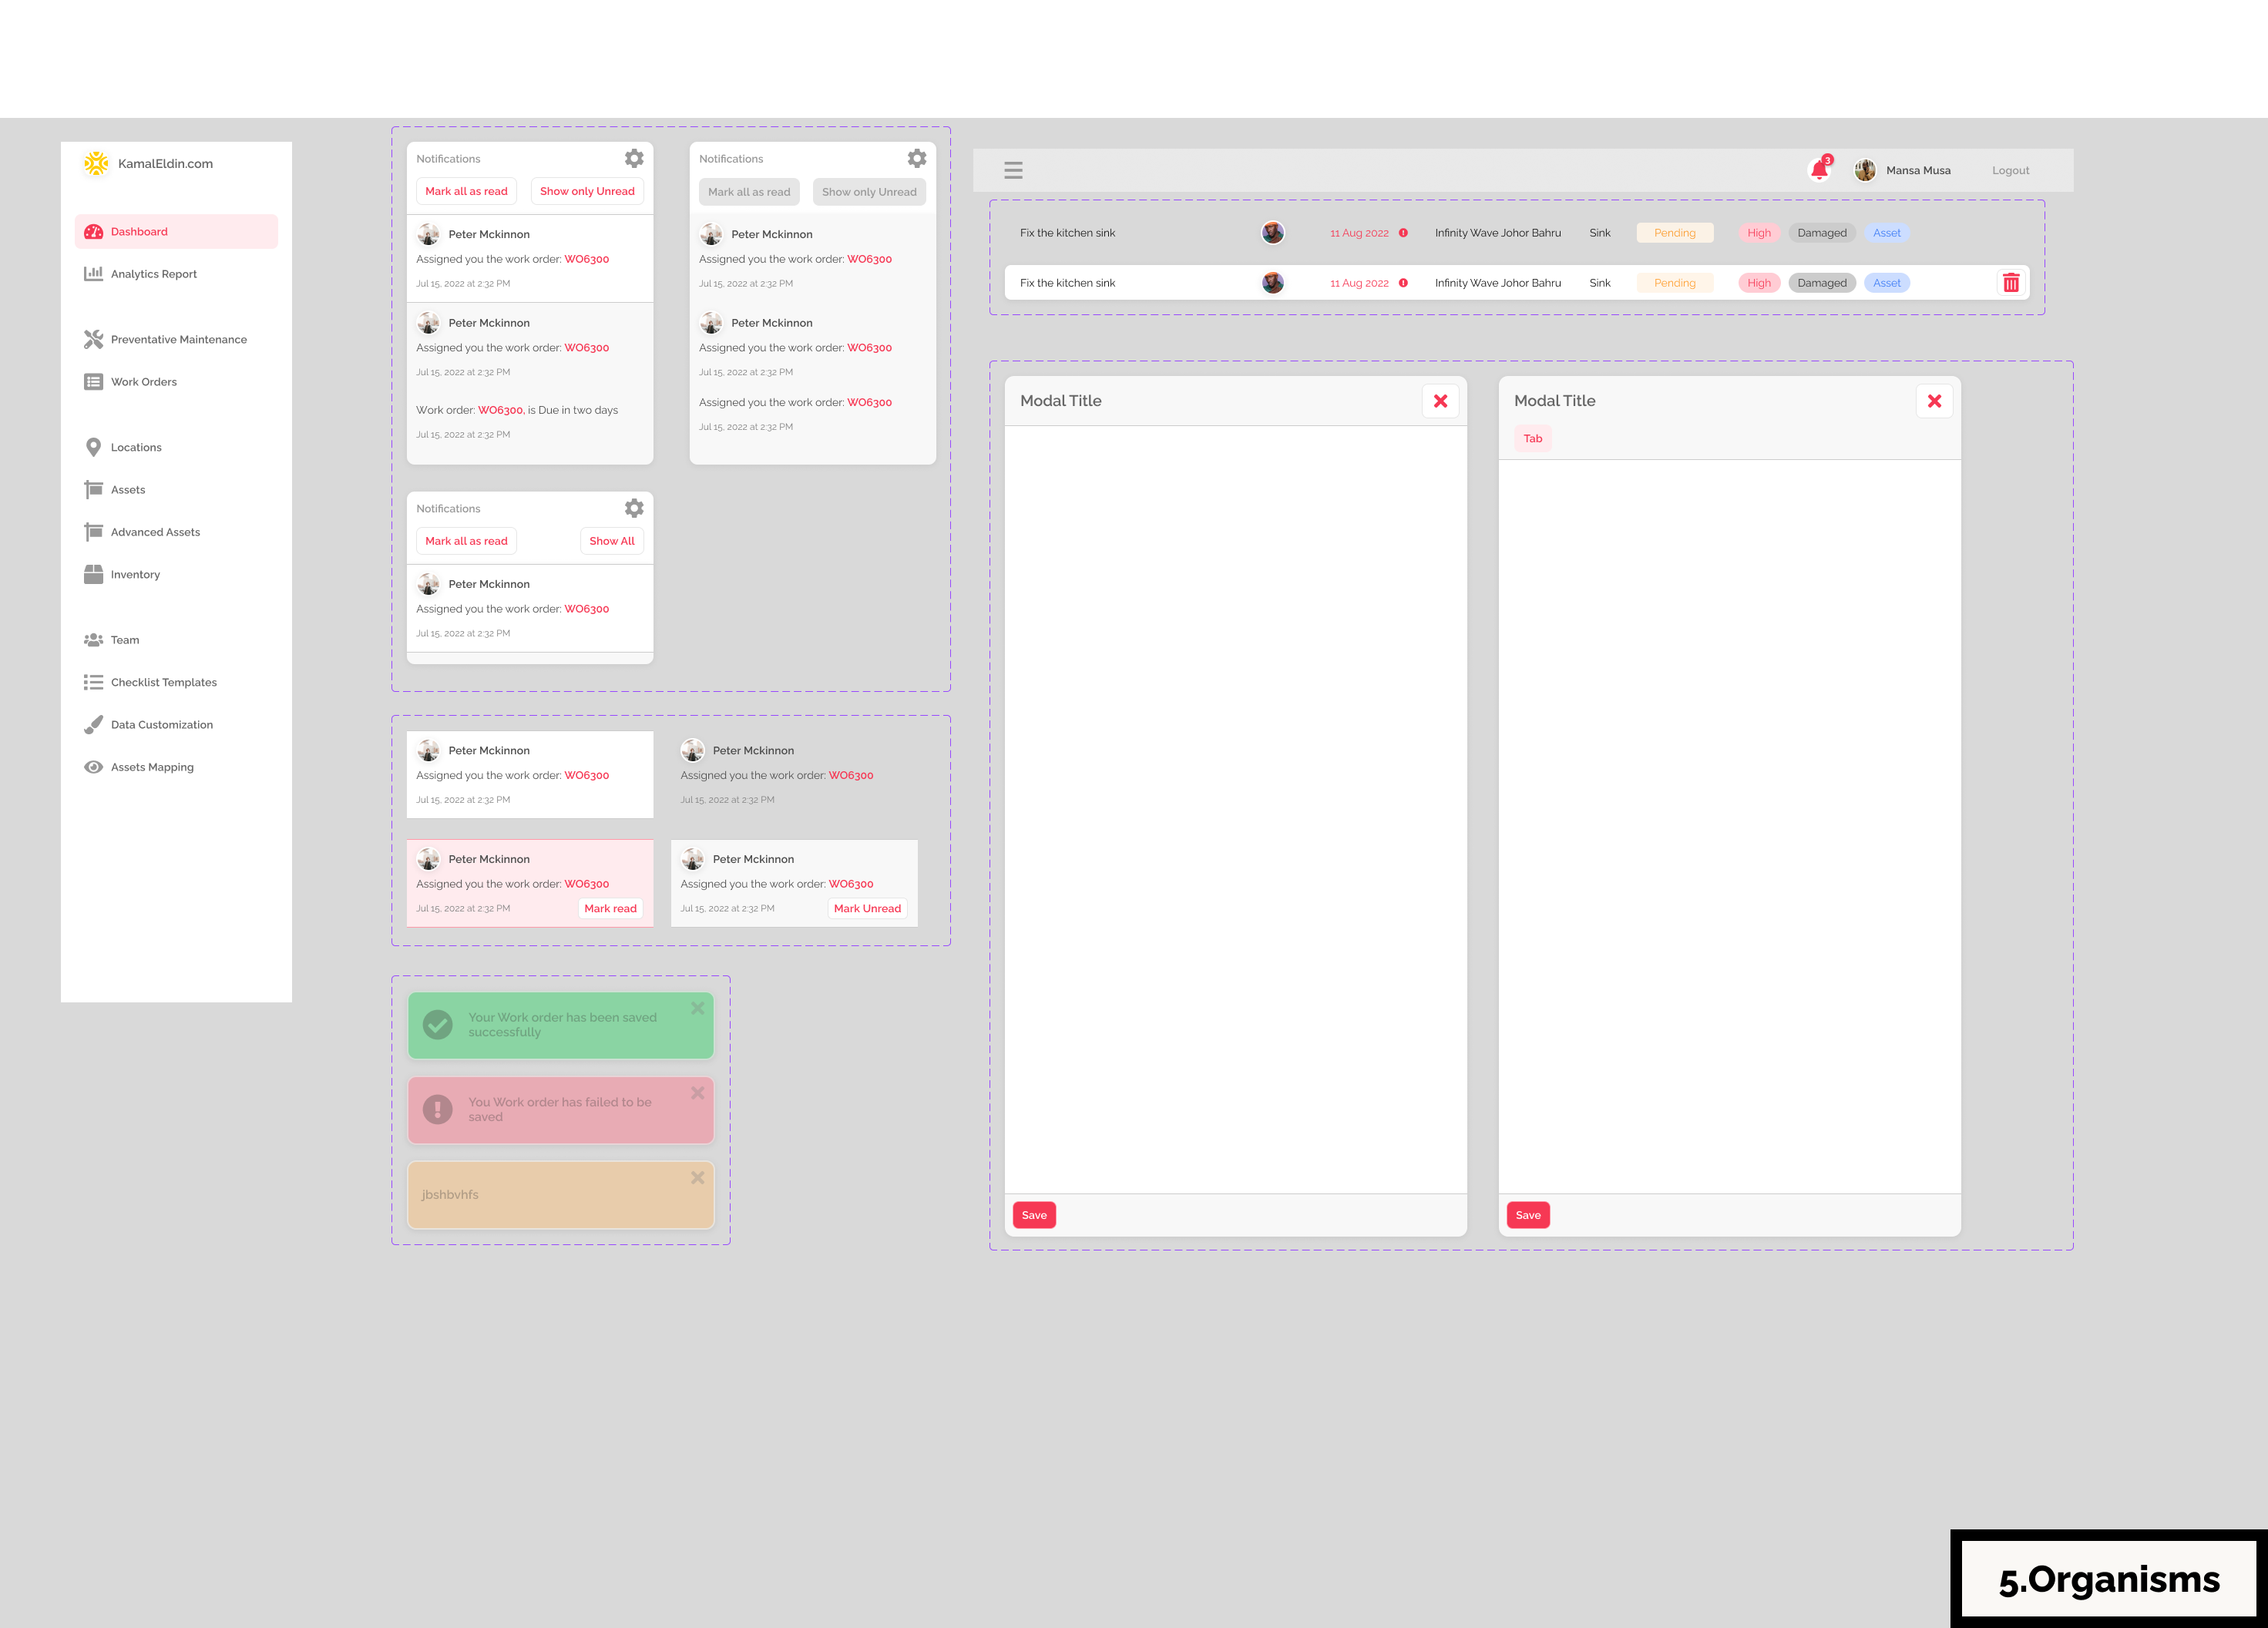 KamalEldin.com
Dashboard
Analytics Report
Preventative Maintenance
Work Orders
Locations
Assets
Advanced Assets
Inventory
Team
Checklist Templates
Data Customization
Assets Mapping
Notifications
Mark all as read
Show only Unread
Peter Mckinnon
Assigned you the work order: WO6300
Jul 15, 2022 at 2:32 PM
Peter Mckinnon
Assigned you the work order: WO6300
Jul 15, 2022 at 2:32 PM
Work order: WO6300, is Due in two days
Jul 15, 2022 at 2:32 PM
Notifications
Mark all as read
Show only Unread
Peter Mckinnon
Assigned you the work order: WO6300
Jul 15, 2022 at 2:32 PM
Peter Mckinnon
Assigned you the work order: WO6300
Jul 15, 2022 at 2:32 PM
Assigned you the work order: WO6300
Jul 15, 2022 at 2:32 PM
Notifications
Mark all as read
Show All
Peter Mckinnon
Assigned you the work order: WO6300
Jul 15, 2022 at 2:32 PM
Peter Mckinnon
Assigned you the work order: WO6300
Jul 15, 2022 at 2:32 PM
Peter Mckinnon
Assigned you the work order: WO6300
Jul 15, 2022 at 2:32 PM
Peter Mckinnon
Assigned you the work order: WO6300
Jul 15, 2022 at 2:32 PM
Mark read
Peter Mckinnon
Assigned you the work order: WO6300
Jul 15, 2022 at 2:32 PM
Mark Unread
Your Work order has been saved
successfully
You Work order has failed to be
saved
jbshbvhfs
3
Mansa Musa
Logout
Fix the kitchen sink
11 Aug 2022
Infinity Wave Johor Bahru
Sink
Pending
High
Damaged
Asset
Fix the kitchen sink
11 Aug 2022
Infinity Wave Johor Bahru
Sink
Pending
High
Damaged
Asset
Modal Title
Save
Modal Title
Tab
Save
5.Organisms